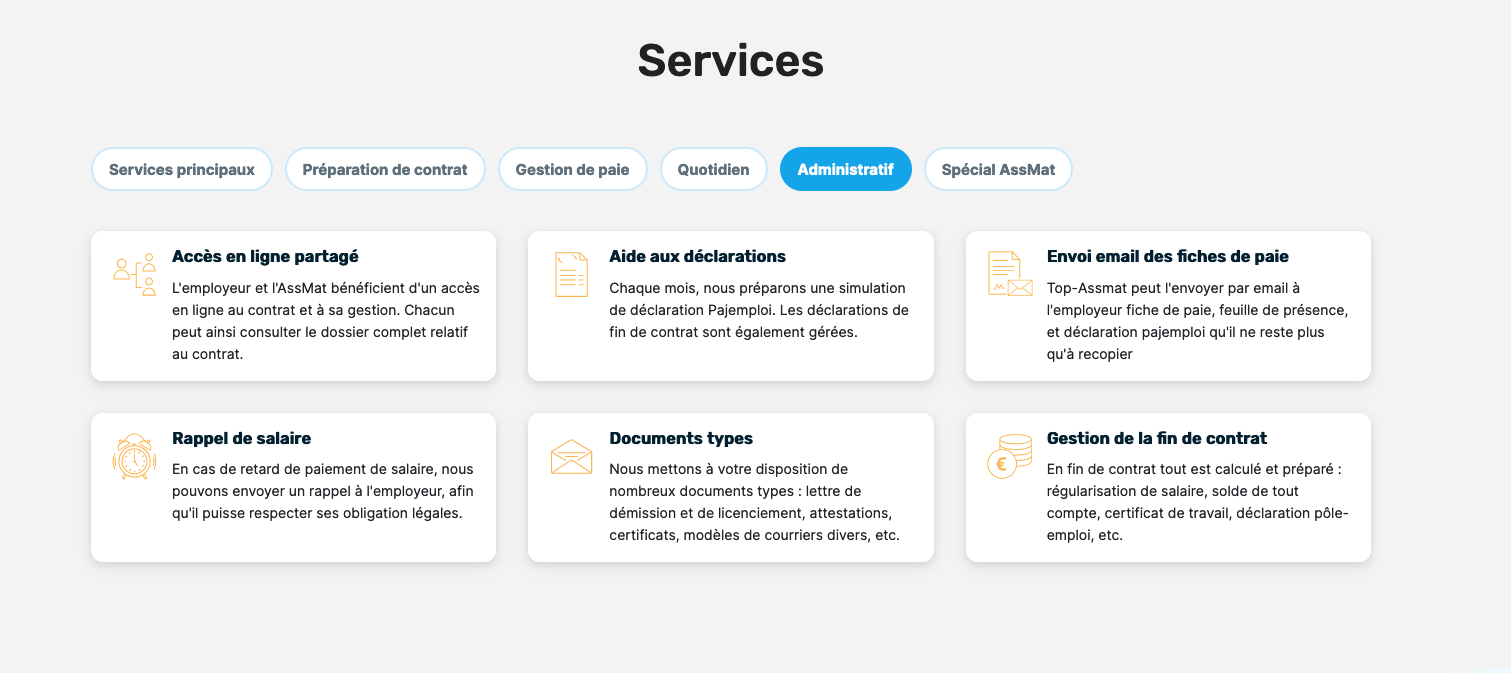 Services
Services principaux
Préparation de contrat
Gestion de paie
Quotidien
Administratif
Spécial AssMat
Accès en ligne partagé
L'employeur et l'AssMat bénéficient d'un accès
en ligne au contrat et à sa gestion. Chacun
peut ainsi consulter le dossier complet relatif
au contrat.
Aide aux déclarations
Chaque mois, nous préparons une simulation
de déclaration Pajemploi. Les déclarations de
fin de contrat sont également gérées.
Envoi email des fiches de paie
Top-Assmat peut l'envoyer par email à
l'employeur fiche de paie, feuille de présence,
et déclaration pajemploi qu'il ne reste plus
qu'à recopier
Rappel de salaire
En cas de retard de paiement de salaire, nous
pouvons envoyer un rappel à l'employeur, afin
qu'il puisse respecter ses obligation légales.
Documents types
Nous mettons à votre disposition de
nombreux documents types : lettre de
démission et de licenciement, attestations,
certificats, modèles de courriers divers, etc.
€
Gestion de la fin de contrat
En fin de contrat tout est calculé et préparé :
régularisation de salaire, solde de tout
compte, certificat de travail, déclaration pôle-
emploi, etc.